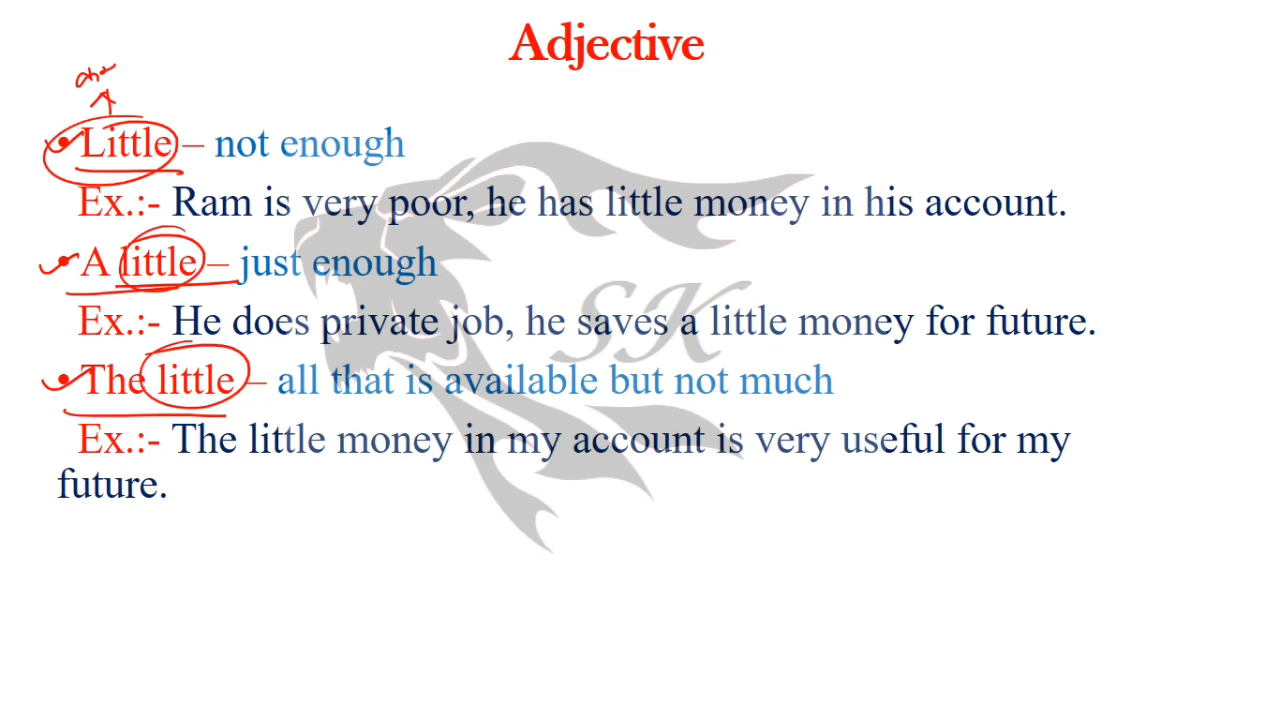 Adjective
• Little – not enough
Ex.:- Ram is very poor, he has little money in his account.
• A little – just enough
Ex.:- He does private job, he saves a little money for future.
• The little – all that is available but not much
Ex.:- The little money in my account is very useful for my
future.
SK